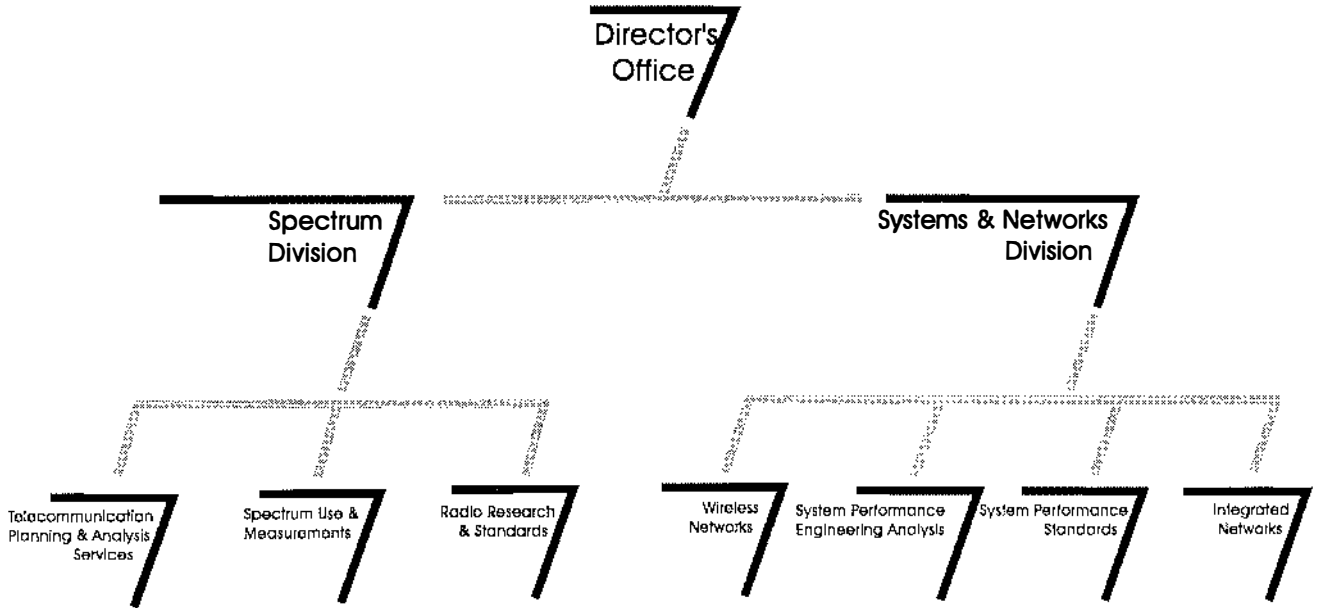 Director's
Office
Spectrum
Division
Systems & Networks
Division
Telecommunication
Planning & Analysis
Services
Spectrum Use &
Measurements
Radio Research
& Standards
Wireless
Networks
System Performance
Engineering Analysis
System Performance
Standards
Integrated
Networks